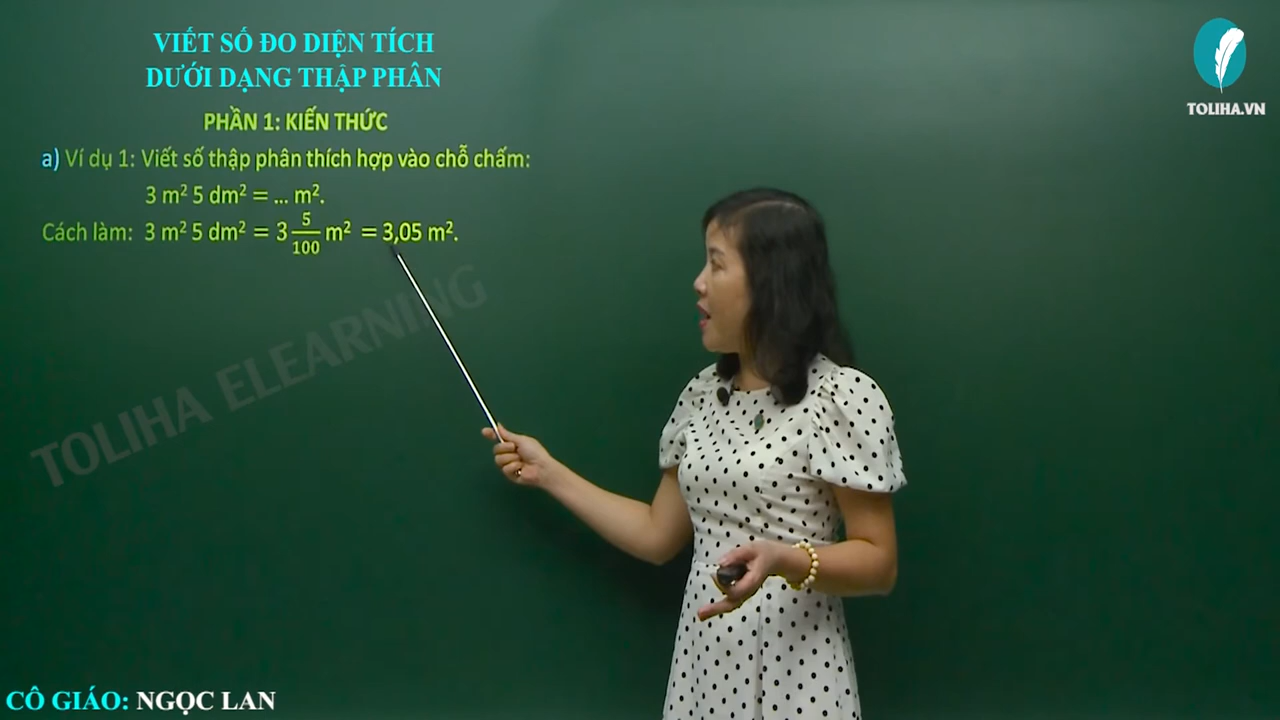 VIẾT SỐ ĐO DIỆN TÍCH
DƯỚI DẠNG THẬP PHÂN
TOLIHA.VN
PHẦN 1: KIẾN THỨC
a) Ví dụ 1: Viết số thập phân thích hợp vào chỗ chấm:
3 m² 5 dm² = ... m².
Cách làm: 3 m² 5 dm² = 3 5/100 m² = 3,05 m².
TOLIHA ELEARNING
CÔ GIÁO: NGỌC LAN